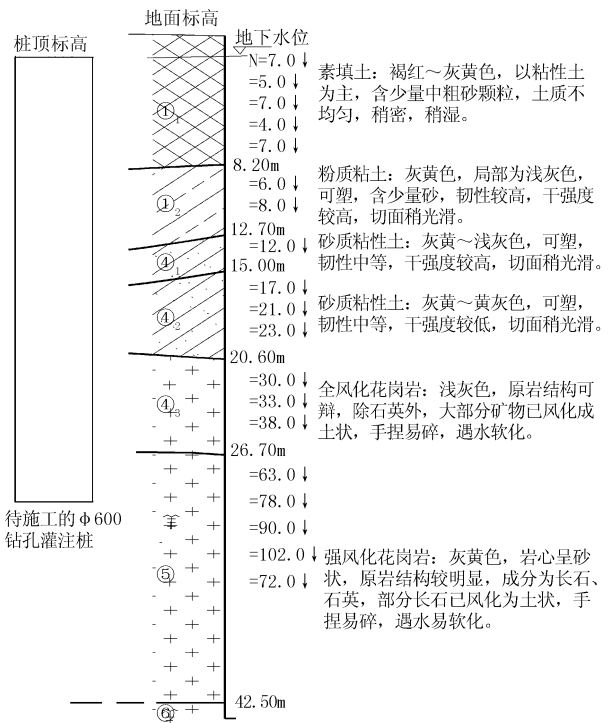 地面标高
桩顶标高
地下水位
N=7.0↓
=5.0↓
=7.0↓
=4.0↓
=7.0↓
①1
素填土：褐红～灰黄色，以粘性土
为主，含少量中粗砂颗粒，土质不
均匀，稍密，稍湿。
8.20m
=6.0↓
=8.0↓
①2
粉质粘土：灰黄色，局部为浅灰色，
可塑，含少量砂，韧性较高，干强度
较高，切面稍光滑。
12.70m
=12.0↓
④1
砂质粘性土：灰黄～浅灰色，可塑，
韧性中等，干强度较高，切面稍光滑。
15.00m
=17.0↓
=21.0↓
=23.0↓
④2
砂质粘性土：灰黄～黄灰色，可塑，
韧性中等，干强度较低，切面稍光滑。
20.60m
=30.0↓
=33.0↓
=38.0↓
④3
全风化花岗岩：浅灰色，原岩结构可
辩，除石英外，大部分矿物已风化成
土状，手捏易碎，遇水软化。
26.70m
=63.0↓
=78.0↓
=90.0↓
=102.0↓
=72.0↓
待施工的φ600
钻孔灌注桩
⑤
强风化花岗岩：灰黄色，岩心呈砂
状，原岩结构较明显，成分为长石、
石英，部分长石已风化为土状，手
捏易碎，遇水易软化。
42.50m
⑥